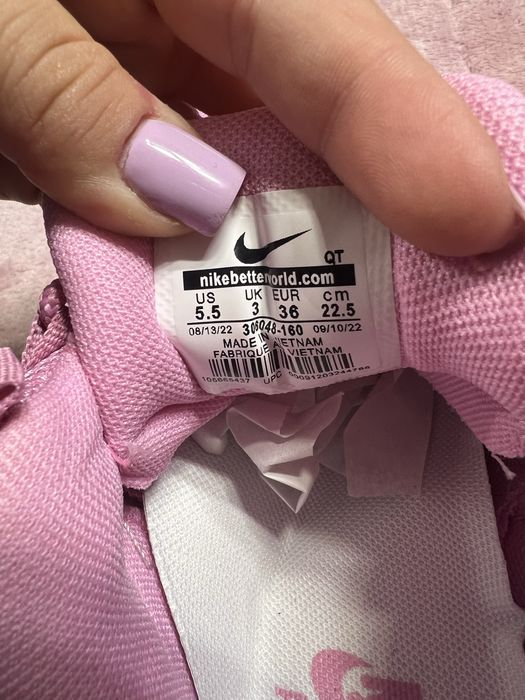 QT
nikebetterworld.com
US UK EUR cm
5.5 3 36 22.5
08/13/22 09/10/22
MADE IN VIETNAM
FABRIQUE VIETNAM
UPC